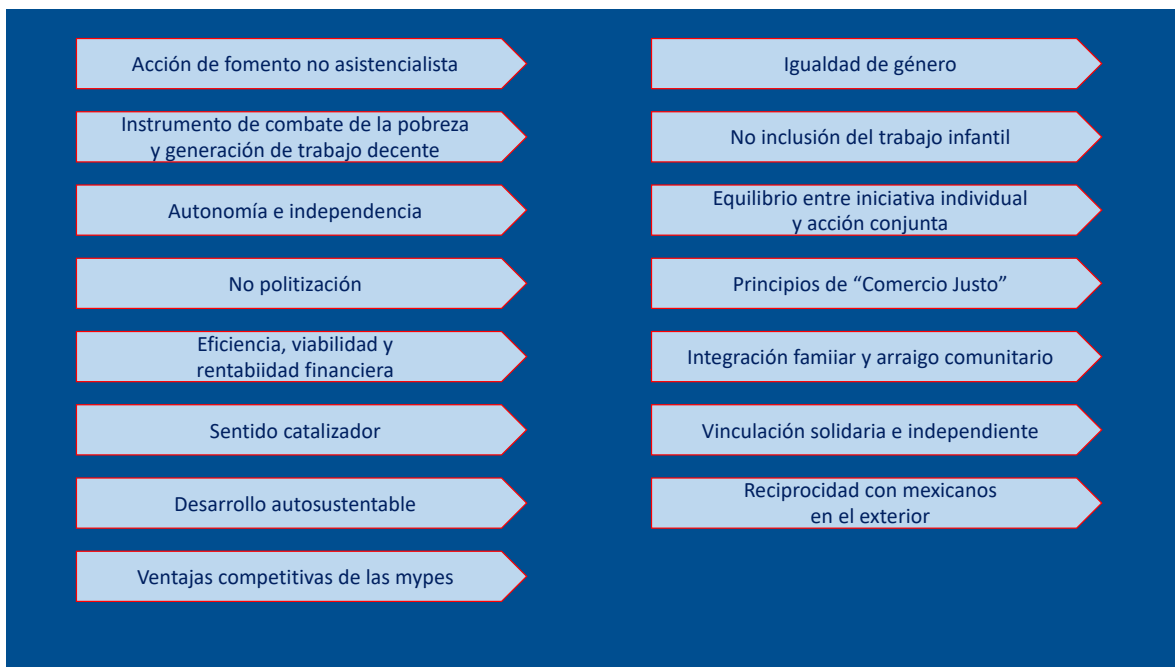 Acción de fomento no asistencialista
Instrumento de combate de la pobreza
y generación de trabajo decente
Autonomía e independencia
No politización
Eficiencia, viabilidad y
rentabiidad financiera
Sentido catalizador
Desarrollo autosustentable
Ventajas competitivas de las mypes
Igualdad de género
No inclusión del trabajo infantil
Equilibrio entre iniciativa individual
y acción conjunta
Principios de “Comercio Justo”
Integración famiiar y arraigo comunitario
Vinculación solidaria e independiente
Reciprocidad con mexicanos
en el exterior